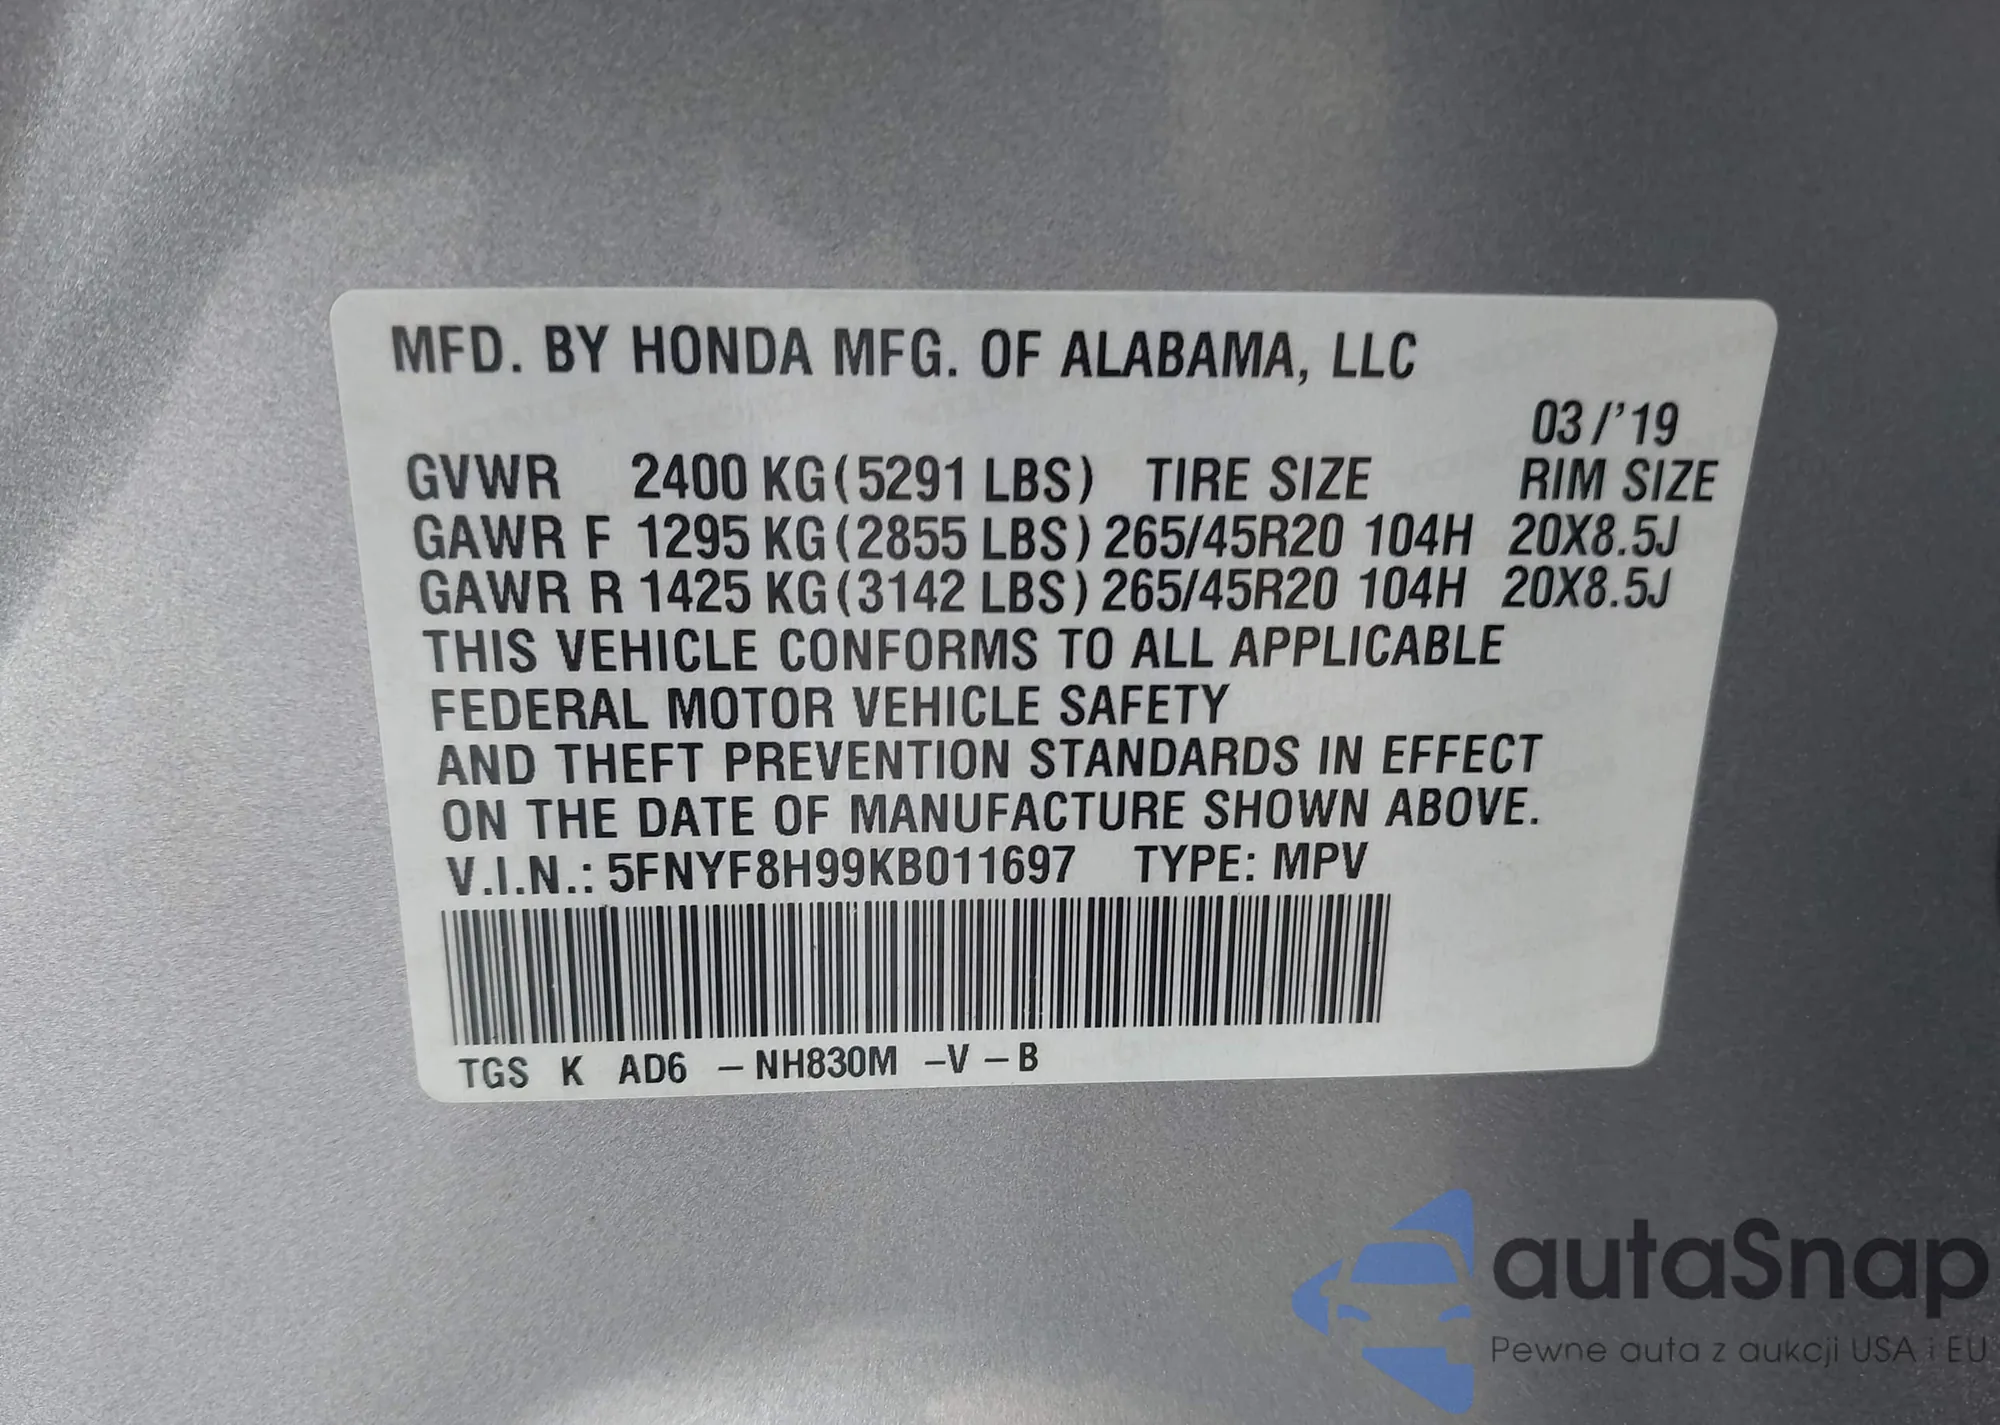 MFD. BY HONDA MFG. OF ALABAMA, LLC
03/'19
GVWR 2400 KG(5291 LBS) TIRE SIZE RIM SIZE
GAWR F 1295 KG(2855 LBS) 265/45R20 104H 20X8.5J
GAWR R 1425 KG(3142 LBS) 265/45R20 104H 20X8.5J
THIS VEHICLE CONFORMS TO ALL APPLICABLE
FEDERAL MOTOR VEHICLE SAFETY
AND THEFT PREVENTION STANDARDS IN EFFECT
ON THE DATE OF MANUFACTURE SHOWN ABOVE.
V.I.N.: 5FNYF8H99KB011697 TYPE: MPV
TGS K AD6 –NH830M –V –B
autaSnap
Pewne auta z aukcji USA i EU